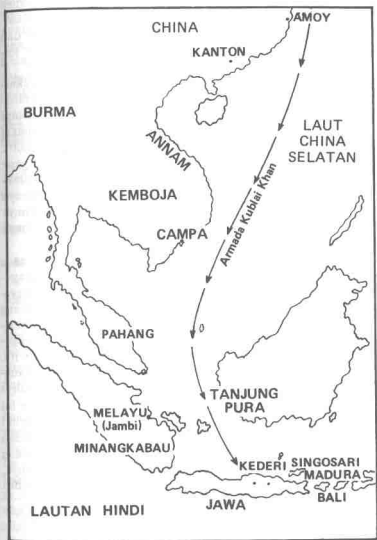 CHINA
AMOY
KANTON
BURMA
ANNAM
LAUT
CHINA
SELATAN
KEMBOJA
CAMPA
Armada Kublai Khan
PAHANG
TANJUNG
PURA
MELAYU
(Jambi)
MINANGKABAU
KEDERI
SINGOSARI
MADURA
BALI
JAWA
LAUTAN HINDI